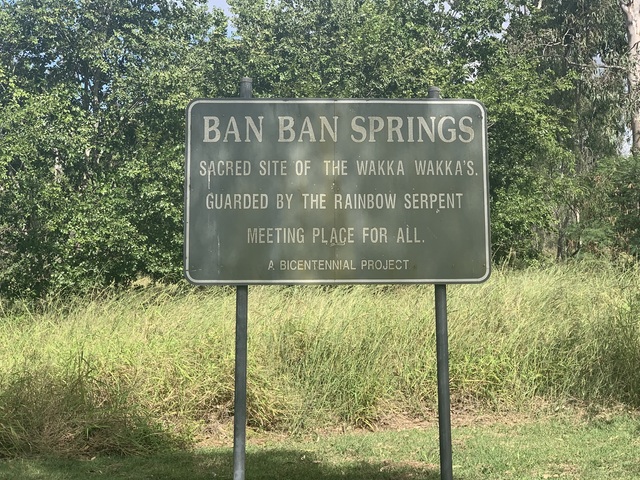 BAN BAN SPRINGS
SACRED SITE OF THE WAKKA WAKKA'S.
GUARDED BY THE RAINBOW SERPENT
MEETING PLACE FOR ALL.
A BICENTENNIAL PROJECT